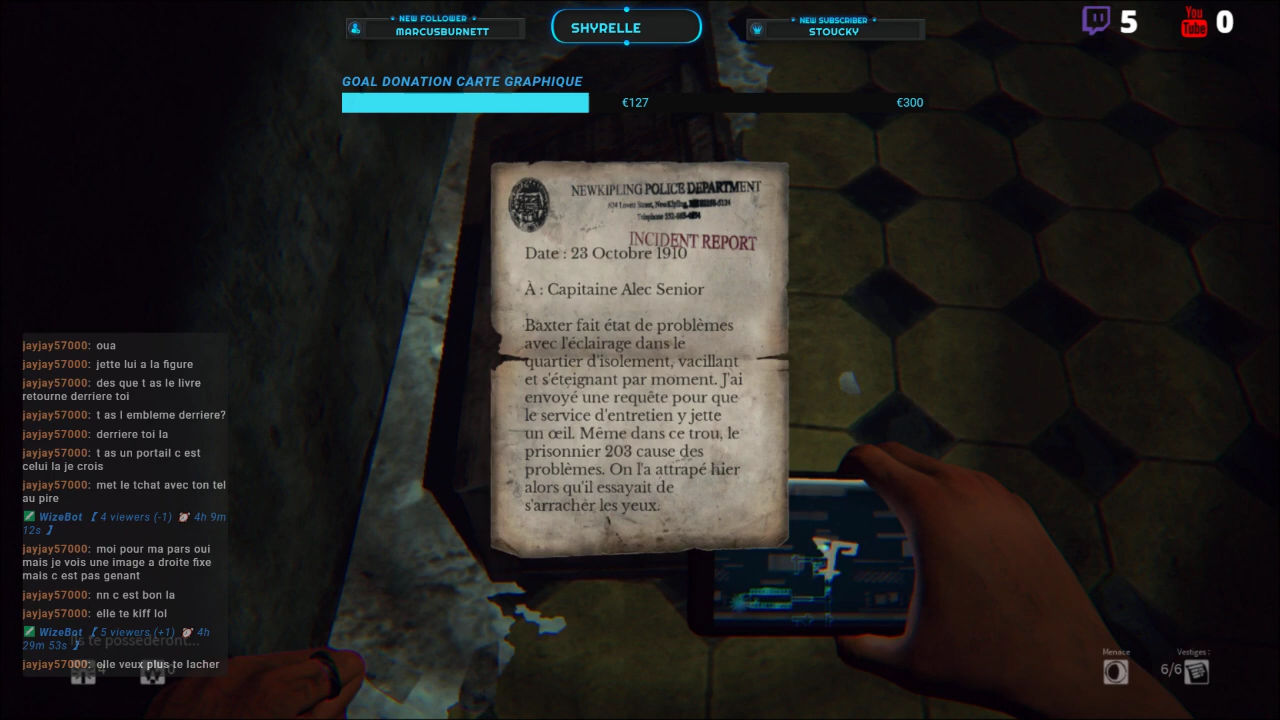 NEW FOLLOWER
MARCUSBURNETT
SHYRELLE
NEW SUBSCRIBER
STOUCKY
5
You
Tube
0
GOAL DONATION CARTE GRAPHIQUE
€127
€300
NEWKIPLING POLICE DEPARTMENT
INCIDENT REPORT
Date : 23 Octobre 1910
À : Capitaine Alec Senior
Baxter fait état de problèmes
avec l'éclairage dans le
quartier d'isolement, vacillant
et s'éteignant par moment. J'ai
envoyé une requête pour que
le service d'entretien y jette
un œil. Même dans ce trou, le
prisonnier 203 cause des
problèmes. On l'a attrapé hier
alors qu'il essayait de
s'arracher les yeux.
jayjay57000: oua
jayjay57000: jette lui a la figure
jayjay57000: des que t as le livre
retourne derriere toi
jayjay57000: t as l embleme derriere?
jayjay57000: derriere toi la
jayjay57000: t as un portail c est
celui la je crois
jayjay57000: met le tchat avec ton tel
au pire
WizeBot 【 4 viewers (-1) 4h 9m
12s 】
jayjay57000: moi pour ma pars oui
mais je vois une image a droite fixe
mais c est pas genant
jayjay57000: nn c est bon la
jayjay57000: elle te kiff lol
WizeBot 【 5 viewers (+1) 4h
29m 53s 】
te posséderont...
jayjay57000: elle veux plus te lacher
Menace
Vestiges :
6/6